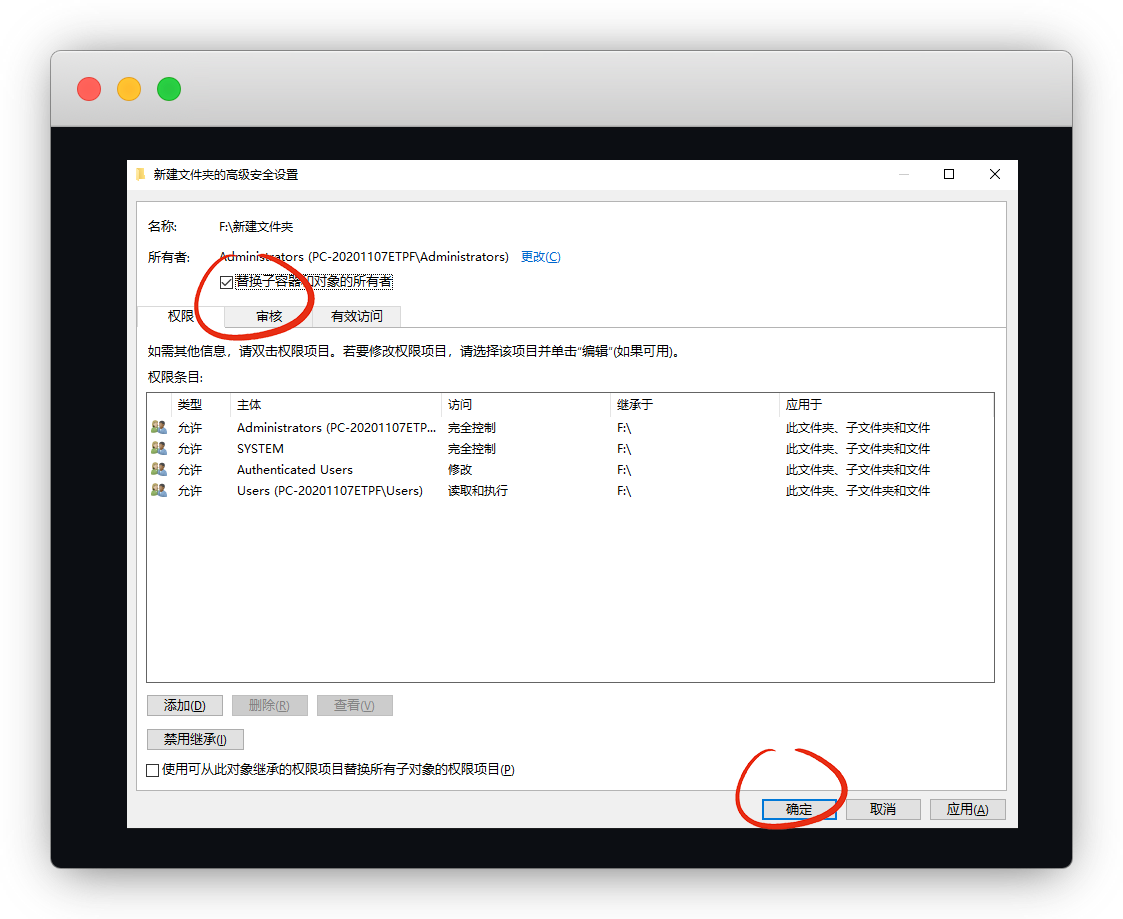 新建文件夹的高级安全设置
名称: F:\新建文件夹
所有者: Administrators (PC-20201107ETPF\Administrators) 更改(C)
替换子容器和对象的所有者
权限 审核 有效访问
如需其他信息，请双击权限项目。若要修改权限项目，请选择该项目并单击“编辑”(如果可用)。
权限条目:
类型 主体 访问 继承于 应用于
允许 Administrators (PC-20201107ETP... 完全控制 F:\ 此文件夹、子文件夹和文件
允许 SYSTEM 完全控制 F:\ 此文件夹、子文件夹和文件
允许 Authenticated Users 修改 F:\ 此文件夹、子文件夹和文件
允许 Users (PC-20201107ETPF\Users) 读取和执行 F:\ 此文件夹、子文件夹和文件
添加(D) 删除(R) 查看(V)
禁用继承(I)
使用可从此对象继承的权限项目替换所有子对象的权限项目(P)
确定 取消 应用(A)